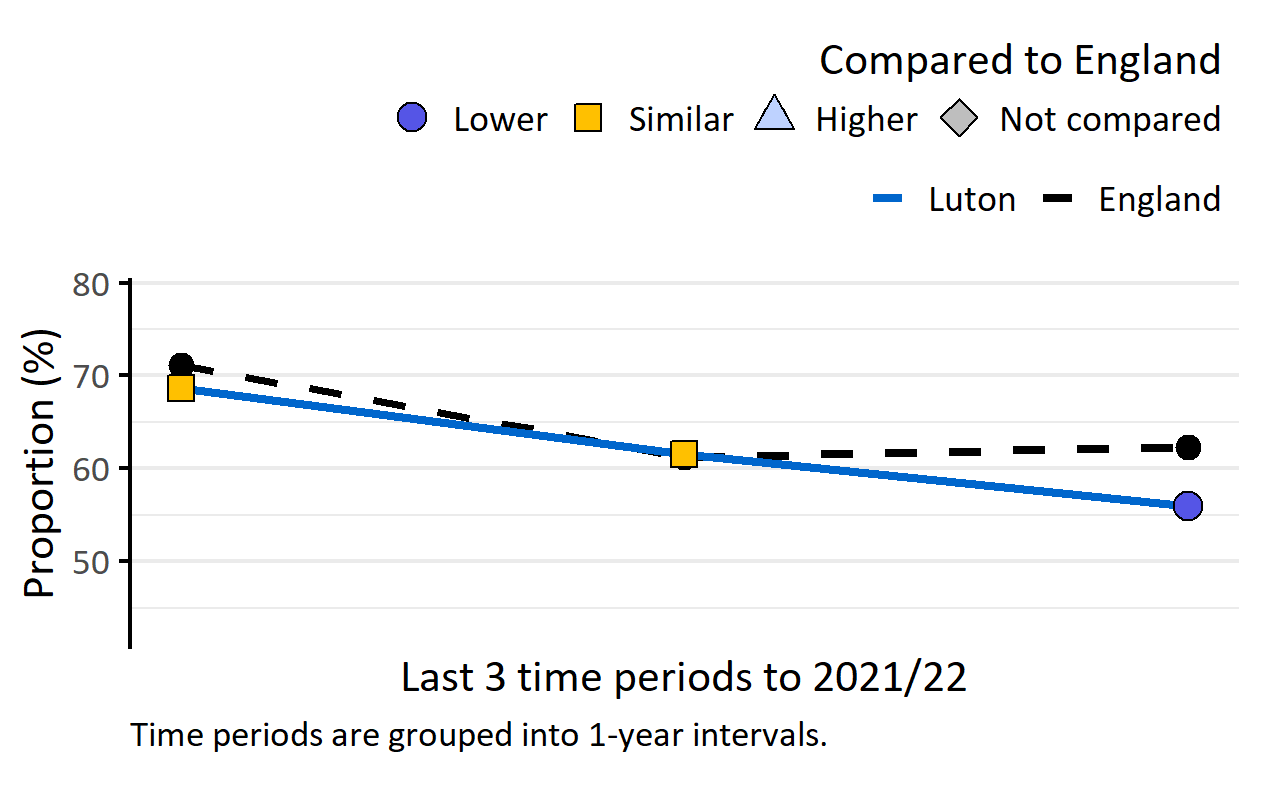 Compared to England
Lower Similar Higher Not compared
Luton England
80
70
60
50
Proportion (%)
Last 3 time periods to 2021/22
Time periods are grouped into 1-year intervals.